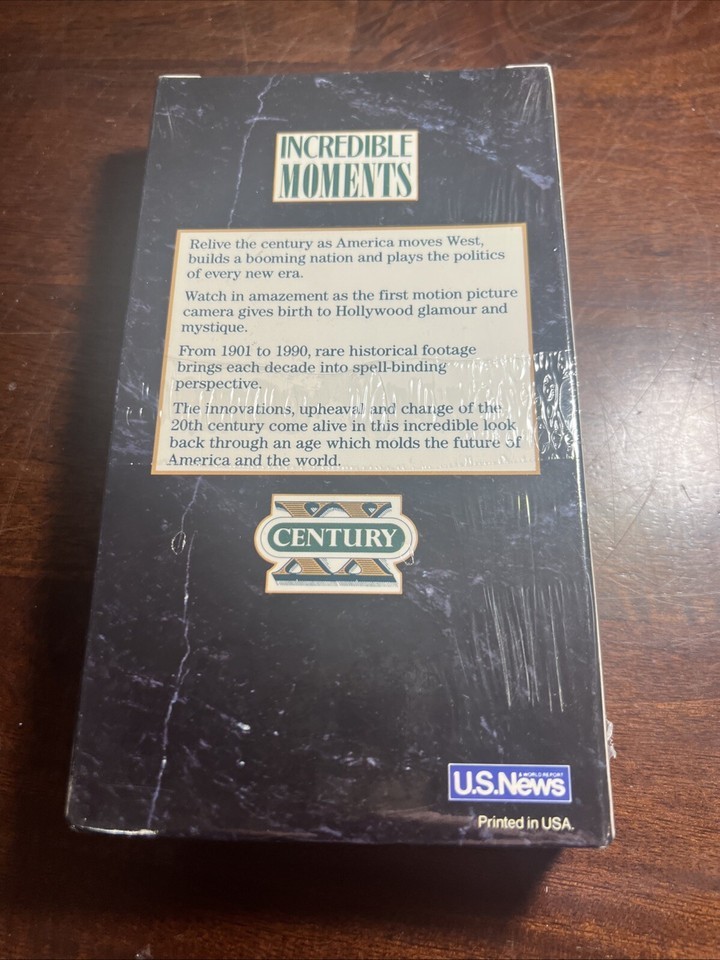 INCREDIBLE
MOMENTS
Relive the century as America moves West,
builds a booming nation and plays the politics
of every new era.
Watch in amazement as the first motion picture
camera gives birth to Hollywood glamour and
mystique.
From 1901 to 1990, rare historical footage
brings each decade into spell-binding
perspective.
The innovations, upheaval and change of the
20th century come alive in this incredible look
back through an age which molds the future of
America and the world.
XX
CENTURY
& WORLD REPORT
U.S.News
Printed in USA.